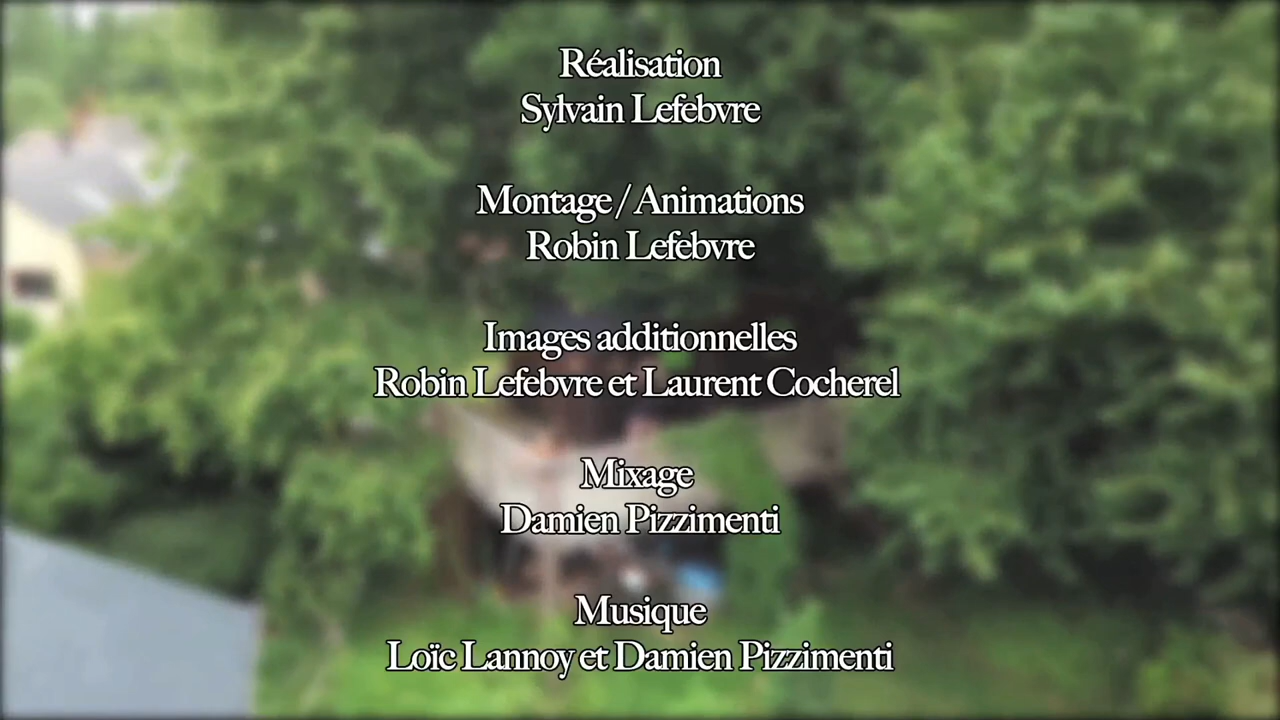 Réalisation
Sylvain Lefebvre
Montage / Animations
Robin Lefebvre
Images additionnelles
Robin Lefebvre et Laurent Cocherel
Mixage
Damien Pizzimenti
Musique
Loïc Lannoy et Damien Pizzimenti